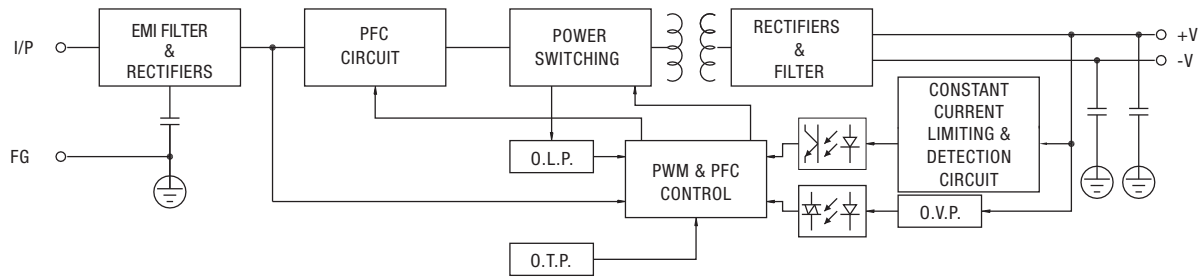 I/P
EMI FILTER
&
RECTIFIERS
PFC
CIRCUIT
POWER
SWITCHING
RECTIFIERS
&
FILTER
+V
-V
FG
O.L.P.
PWM & PFC
CONTROL
CONSTANT
CURRENT
LIMITING &
DETECTION
CIRCUIT
O.V.P.
O.T.P.